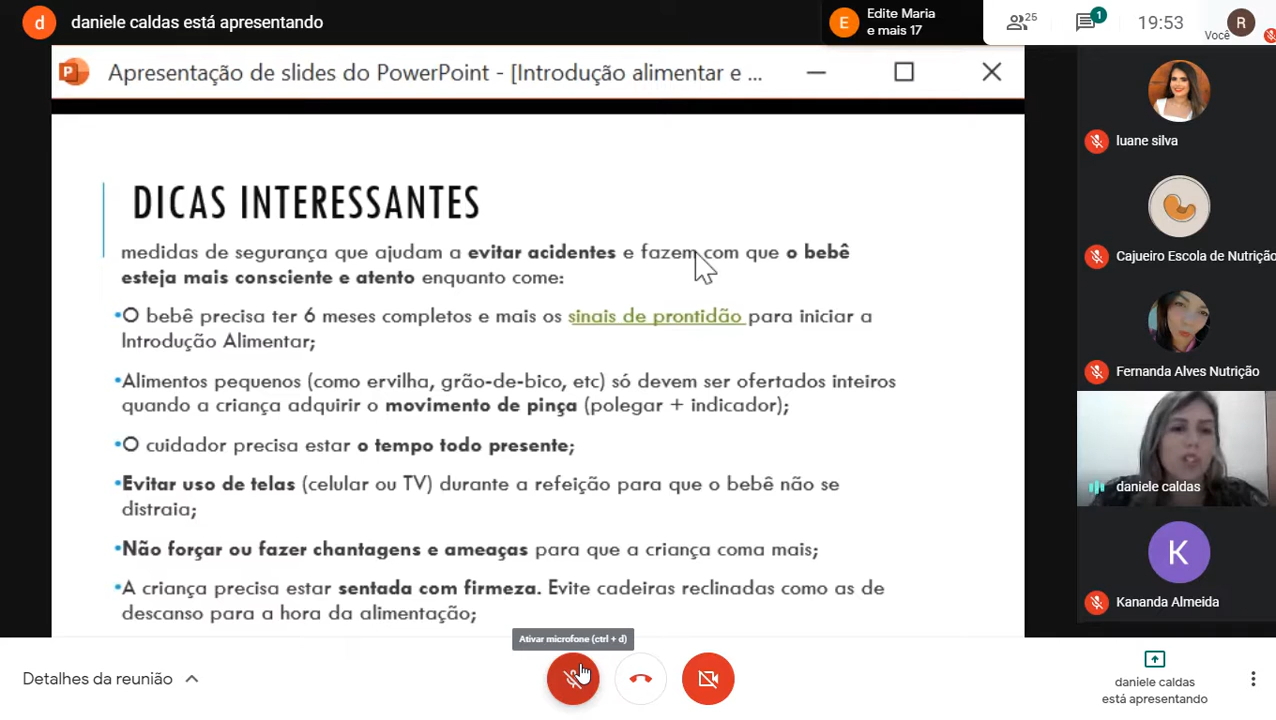 d daniele caldas está apresentando
E Edite Maria
e mais 17
25
1
19:53
Você
R
P Apresentação de slides do PowerPoint - [Introdução alimentar e ...
DICAS INTERESSANTES
medidas de segurança que ajudam a evitar acidentes e fazem com que o bebê
esteja mais consciente e atento enquanto come:
•O bebê precisa ter 6 meses completos e mais os sinais de prontidão para iniciar a
Introdução Alimentar;
•Alimentos pequenos (como ervilha, grão-de-bico, etc) só devem ser ofertados inteiros
quando a criança adquirir o movimento de pinça (polegar + indicador);
•O cuidador precisa estar o tempo todo presente;
•Evitar uso de telas (celular ou TV) durante a refeição para que o bebê não se
distraia;
•Não forçar ou fazer chantagens e ameaças para que a criança coma mais;
•A criança precisa estar sentada com firmeza. Evite cadeiras reclinadas como as de
descanso para a hora da alimentação;
luane silva
Cajueiro Escola de Nutrição
Fernanda Alves Nutrição
daniele caldas
K
Kananda Almeida
Ativar microfone (ctrl + d)
Detalhes da reunião
daniele caldas
está apresentando